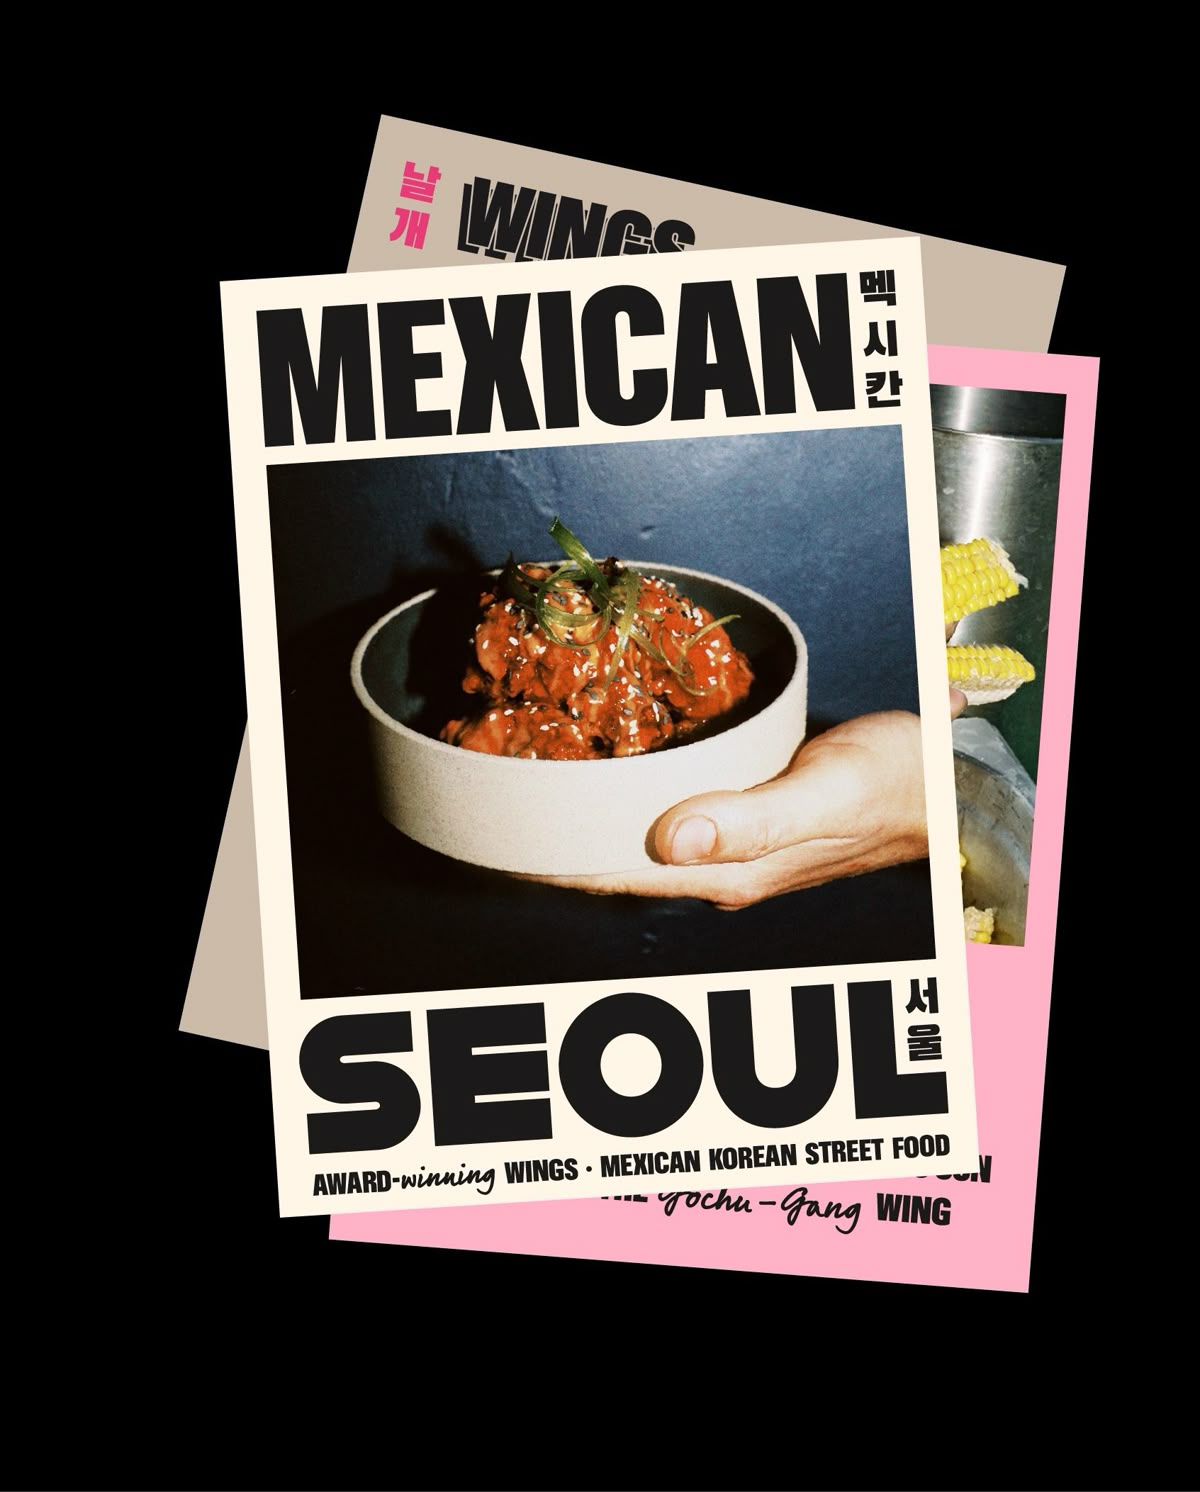 날개
WINGS
MEXICAN
멕시칸
SEOUL
서울
AWARD-winning WINGS · MEXICAN KOREAN STREET FOOD
Gochu-Gang WING